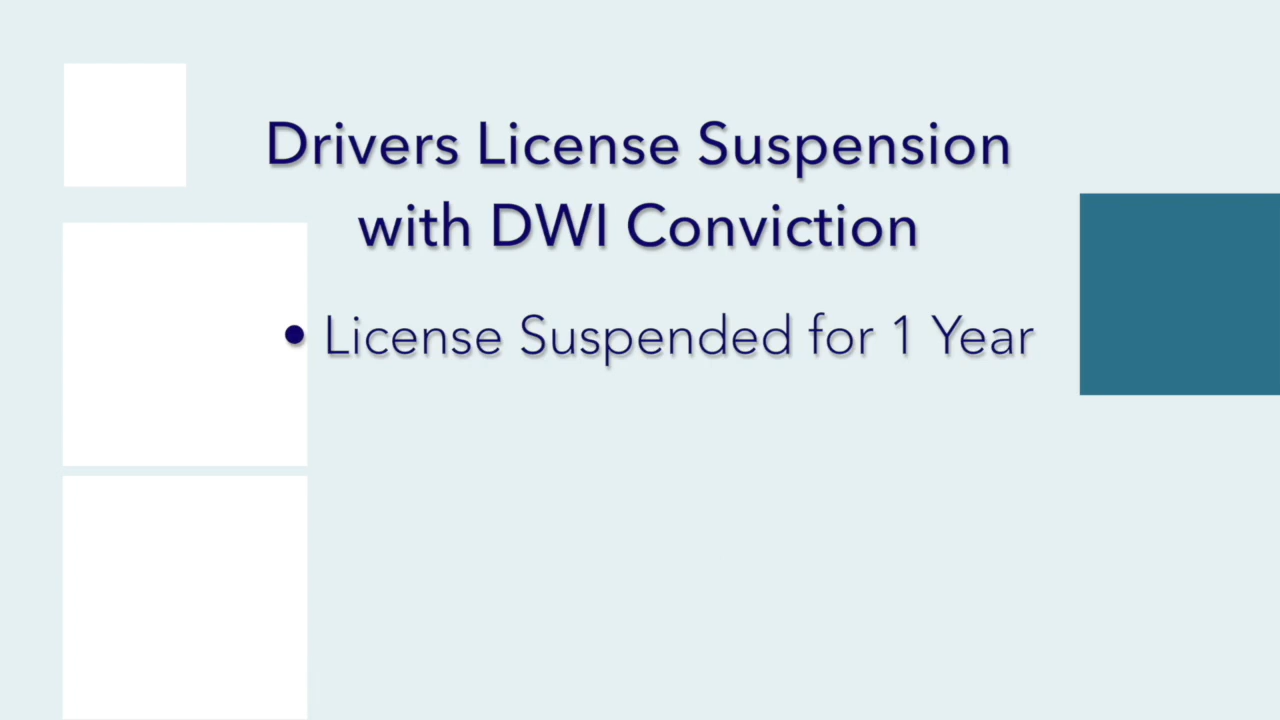 Drivers License Suspension
with DWI Conviction
• License Suspended for 1 Year